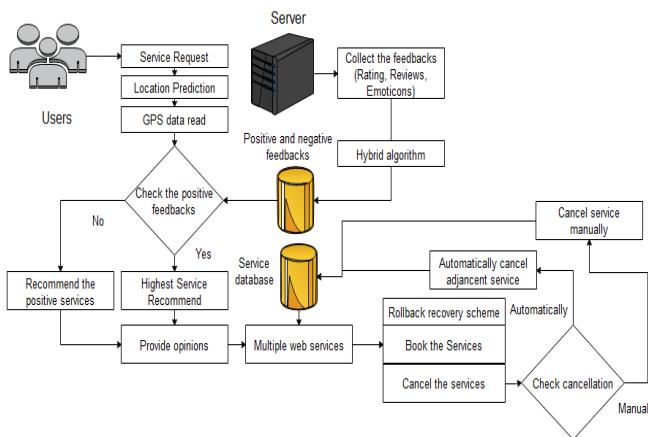 Server
Users
Service Request
Location Prediction
GPS data read
Collect the feedbacks
(Rating, Reviews,
Emoticons)
Positive and negative
feedbacks
Hybrid algorithm
Check the positive
feedbacks
No
Yes
Recommend the
positive services
Highest Service
Recommend
Service
database
Cancel service
manually
Automatically cancel
adjancent service
Provide opinions
Multiple web services
Rollback recovery scheme
Book the Services
Cancel the services
Automatically
Check cancellation
Manual